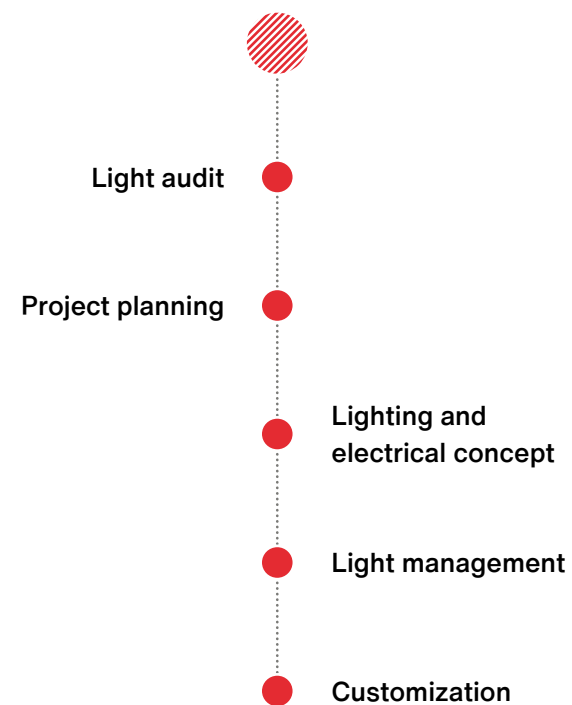 Light audit
Project planning
Lighting and
electrical concept
Light management
Customization